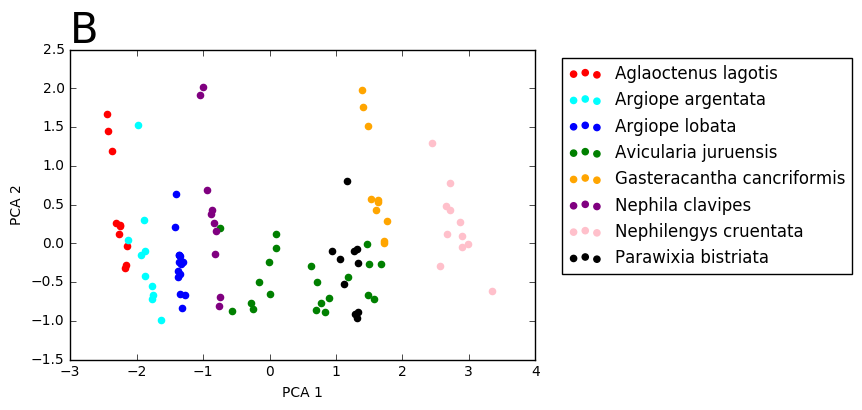 B
2.5
2.0
1.5
1.0
0.5
0.0
−0.5
−1.0
−1.5
PCA 2
−3 −2 −1 0 1 2 3 4
PCA 1
Aglaoctenus lagotis
Argiope argentata
Argiope lobata
Avicularia juruensis
Gasteracantha cancriformis
Nephila clavipes
Nephilengys cruentata
Parawixia bistriata